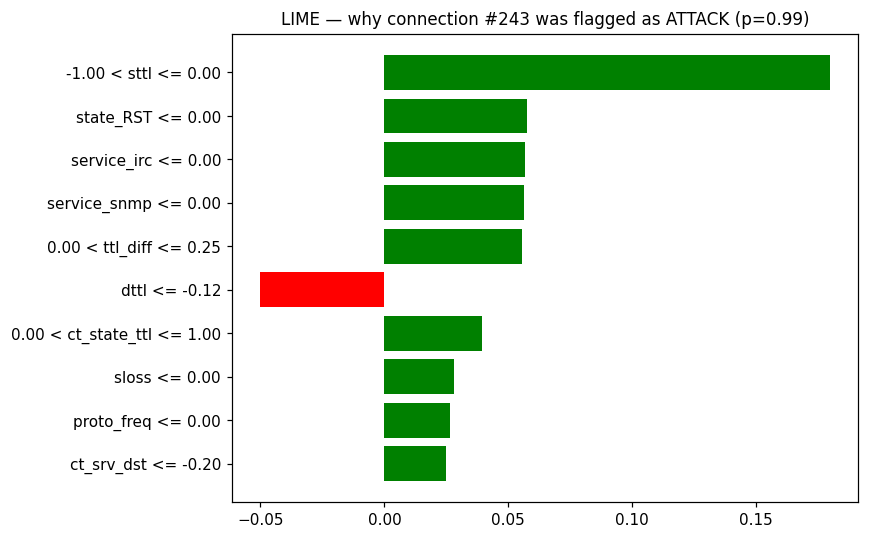 LIME — why connection #243 was flagged as ATTACK (p=0.99)
-1.00 < sttl <= 0.00
state_RST <= 0.00
service_irc <= 0.00
service_snmp <= 0.00
0.00 < ttl_diff <= 0.25
dttl <= -0.12
0.00 < ct_state_ttl <= 1.00
sloss <= 0.00
proto_freq <= 0.00
ct_srv_dst <= -0.20
−0.05 0.00 0.05 0.10 0.15